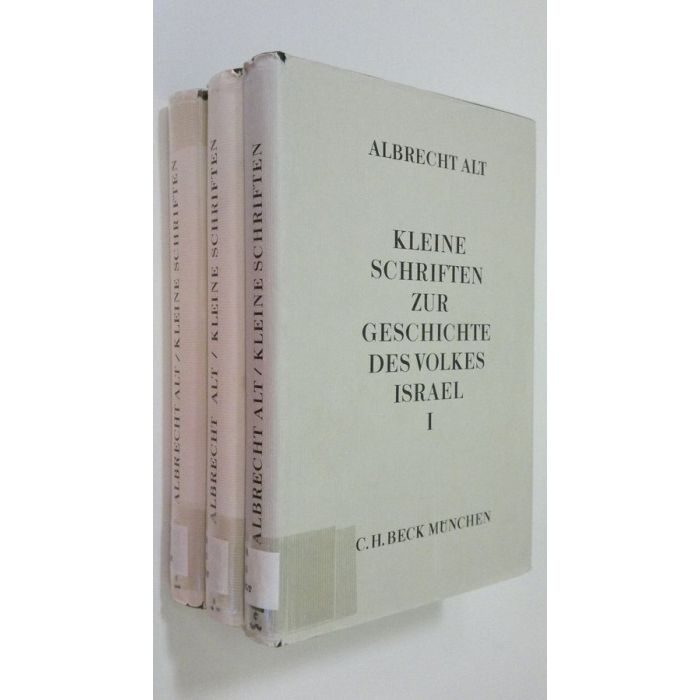 ALBRECHT ALT / KLEINE SCHRIFTEN
ALBRECHT ALT / KLEINE SCHRIFTEN
ALBRECHT ALT / KLEINE SCHRIFTEN
ALBRECHT ALT
KLEINE
SCHRIFTEN
ZUR
GESCHICHTE
DES VOLKES
ISRAEL
I
C. H. BECK MÜNCHEN